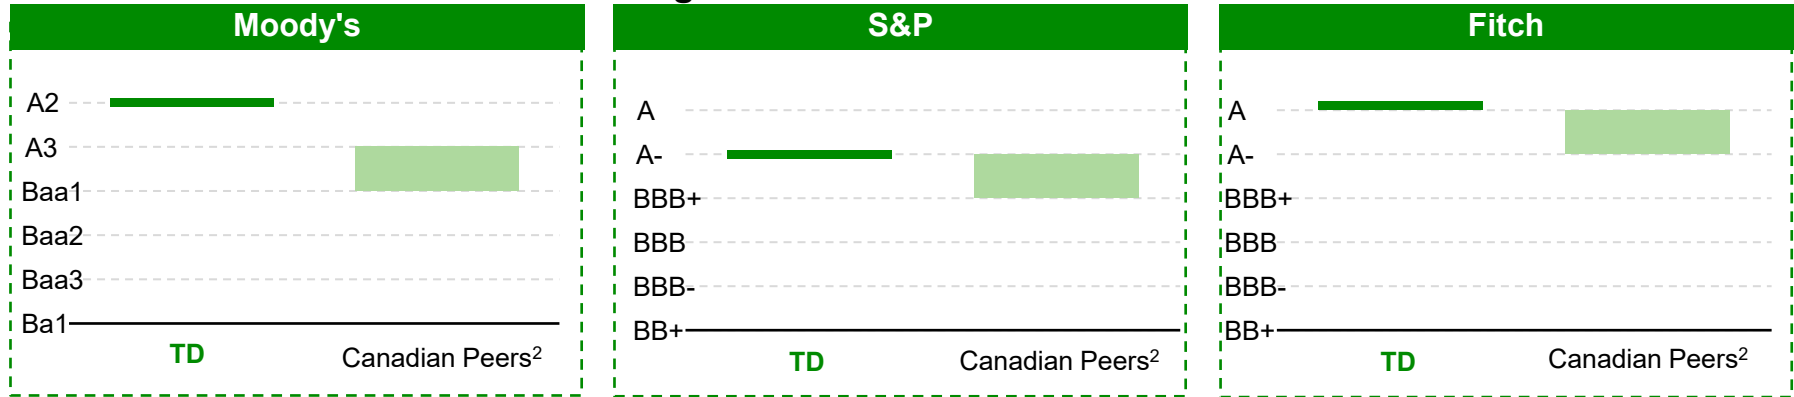 Moody's
A2
A3
Baa1
Baa2
Baa3
Ba1
TD
Canadian Peers²
S&P
A
A-
BBB+
BBB
BBB-
BB+
TD
Canadian Peers²
Fitch
A
A-
BBB+
BBB
BBB-
BB+
TD
Canadian Peers²